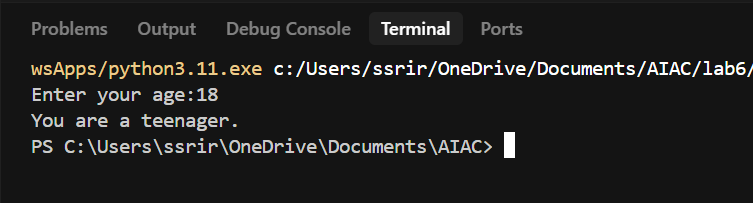 Problems Output Debug Console Terminal Ports
wsApps/python3.11.exe c:/Users/ssrir/OneDrive/Documents/AIAC/lab6/
Enter your age:18
You are a teenager.
PS C:\Users\ssrir\OneDrive\Documents\AIAC>